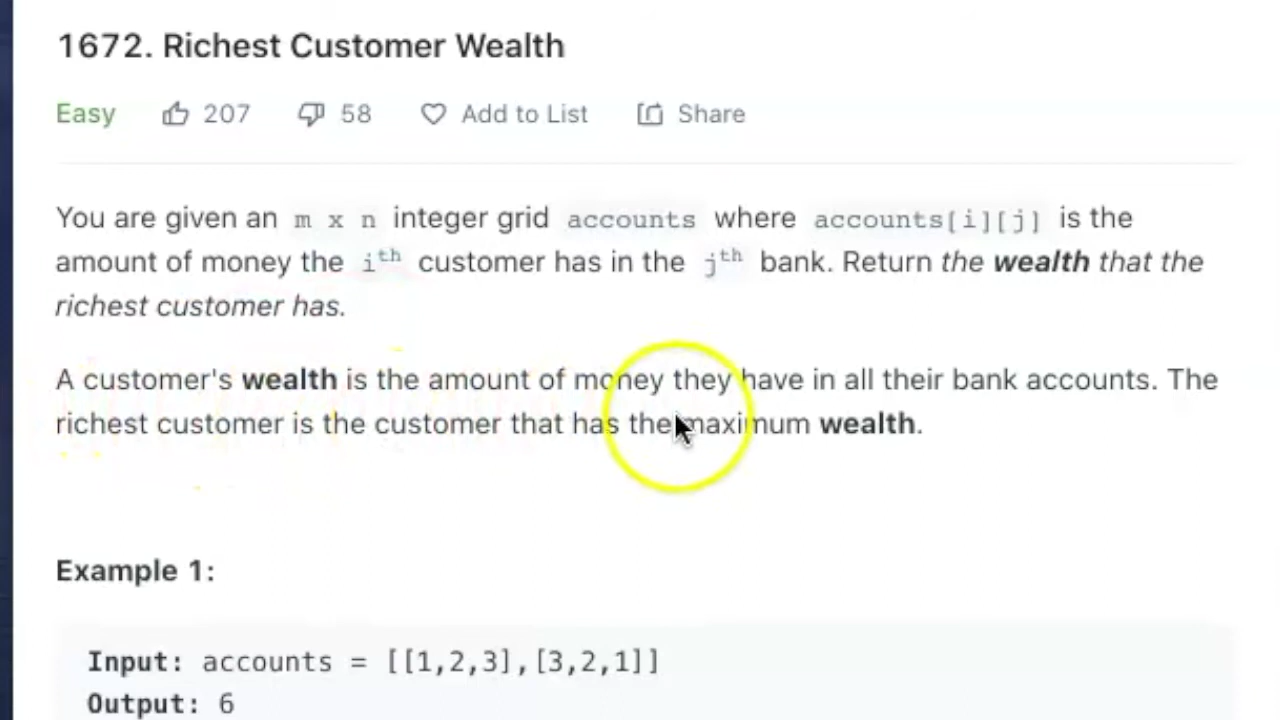 1672. Richest Customer Wealth
Easy 207 58 Add to List Share
You are given an m x n integer grid accounts where accounts[i][j] is the
amount of money the ith customer has in the jth bank. Return the wealth that the
richest customer has.
A customer's wealth is the amount of money they have in all their bank accounts. The
richest customer is the customer that has the maximum wealth.
Example 1:
Input: accounts = [[1,2,3],[3,2,1]]
Output: 6